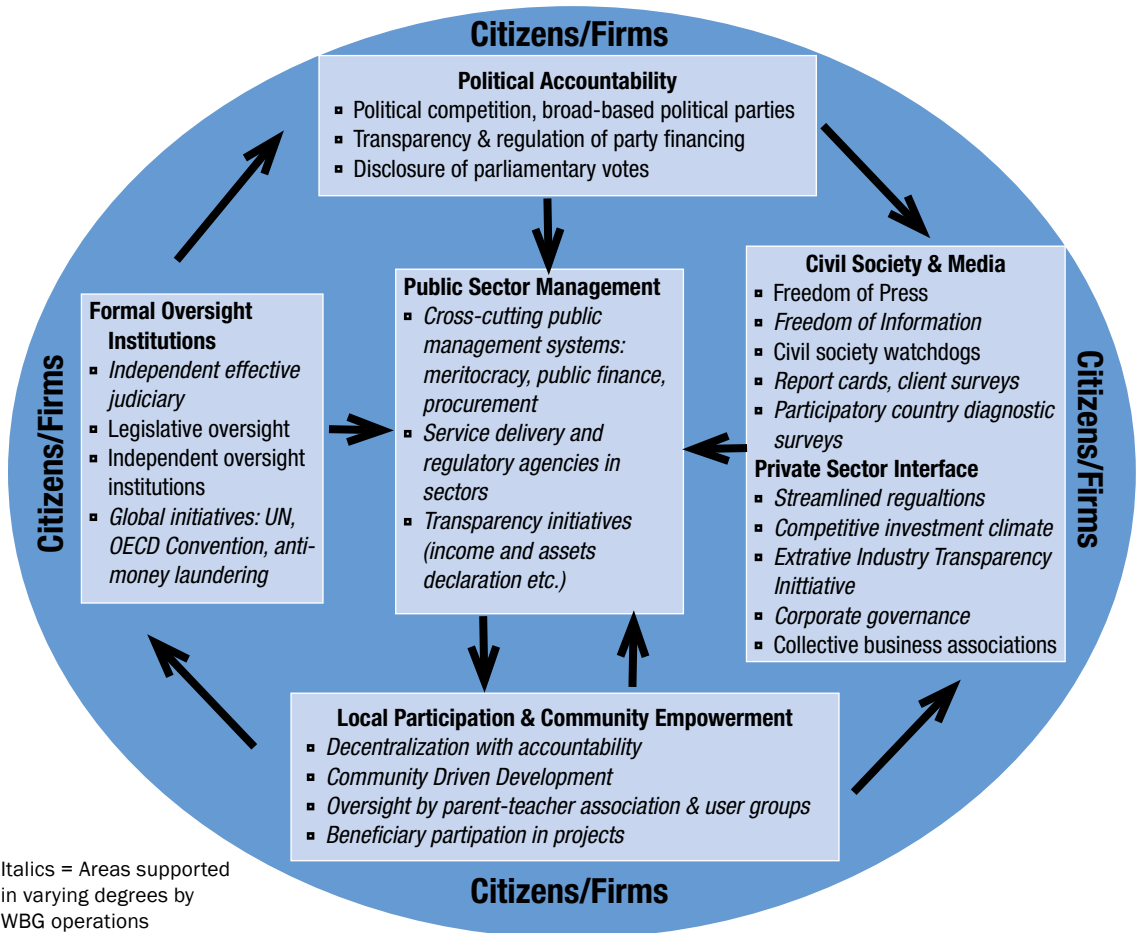 Citizens/Firms
Political Accountability
▫ Political competition, broad-based political parties
▫ Transparency & regulation of party financing
▫ Disclosure of parliamentary votes
Citizens/Firms
Formal Oversight
Institutions
▫ Independent effective
judiciary
▫ Legislative oversight
▫ Independent oversight
institutions
▫ Global initiatives: UN,
OECD Convention, anti-
money laundering
Public Sector Management
▫ Cross-cutting public
management systems:
meritocracy, public finance,
procurement
▫ Service delivery and
regulatory agencies in
sectors
▫ Transparency initiatives
(income and assets
declaration etc.)
Civil Society & Media
▫ Freedom of Press
▫ Freedom of Information
▫ Civil society watchdogs
▫ Report cards, client surveys
▫ Participatory country diagnostic
surveys
Private Sector Interface
▫ Streamlined regualtions
▫ Competitive investment climate
▫ Extrative Industry Transparency
Inittiative
▫ Corporate governance
▫ Collective business associations
Citizens/Firms
Local Participation & Community Empowerment
▫ Decentralization with accountability
▫ Community Driven Development
▫ Oversight by parent-teacher association & user groups
▫ Beneficiary partipation in projects
Citizens/Firms
Italics = Areas supported
in varying degrees by
WBG operations